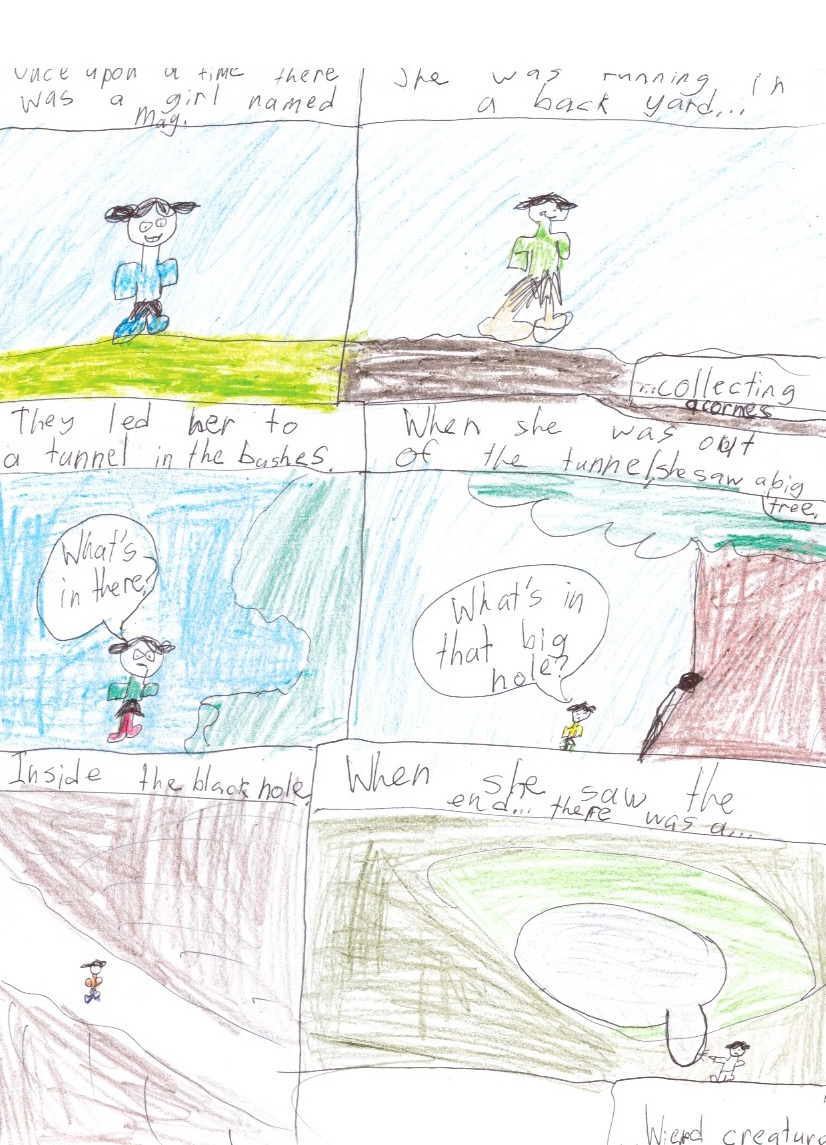 Once upon a time there
was a girl named
May.
She was running in
a back yard...
...collecting
acornes
They led her to
a tunnel in the bushes.
What's
in there?
When she was out
of the tunnel, she saw a big
tree.
What's in
that big
hole?
Inside the black hole.
When she saw the
end... there was a...
Wierd creature